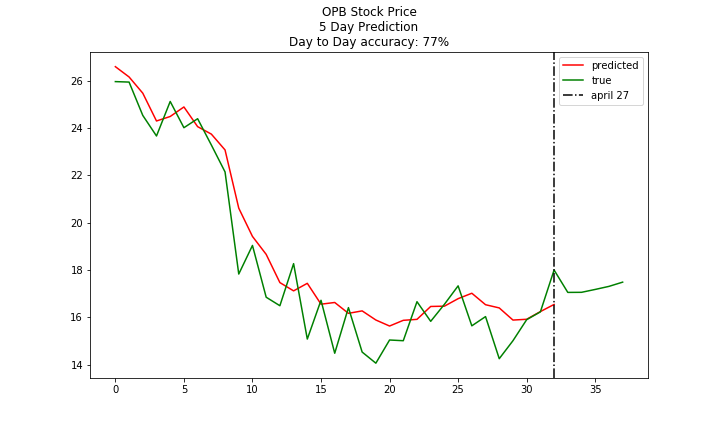 OPB Stock Price
5 Day Prediction
Day to Day accuracy: 77%
predicted
true
april 27
26
24
22
20
18
16
14
0 5 10 15 20 25 30 35